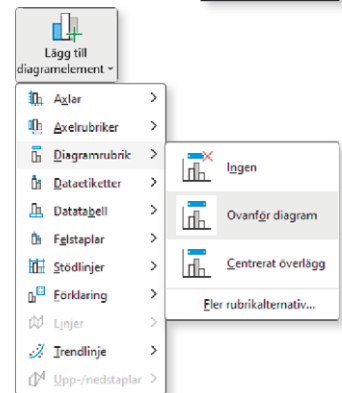 Lägg till
diagramelement
Axlar
Axelrubriker
Diagramrubrik
Dataetiketter
Datatabell
Felstaplar
Stödlinjer
Förklaring
Linjer
Trendlinje
Upp-/nedstaplar
Ingen
Ovanför diagram
Centrerat överlägg
Fler rubrikalternativ...